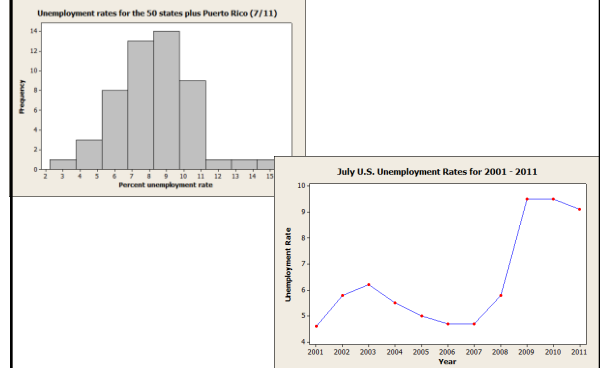 Unemployment rates for the 50 states plus Puerto Rico (7/11)
14
12
10
8
6
4
2
0
Frequency
2 3 4 5 6 7 8 9 10 11 12 13 14 15
Percent unemployment rate
July U.S. Unemployment Rates for 2001 - 2011
10
9
8
7
6
5
4
Unemployment Rate
2001 2002 2003 2004 2005 2006 2007 2008 2009 2010 2011
Year